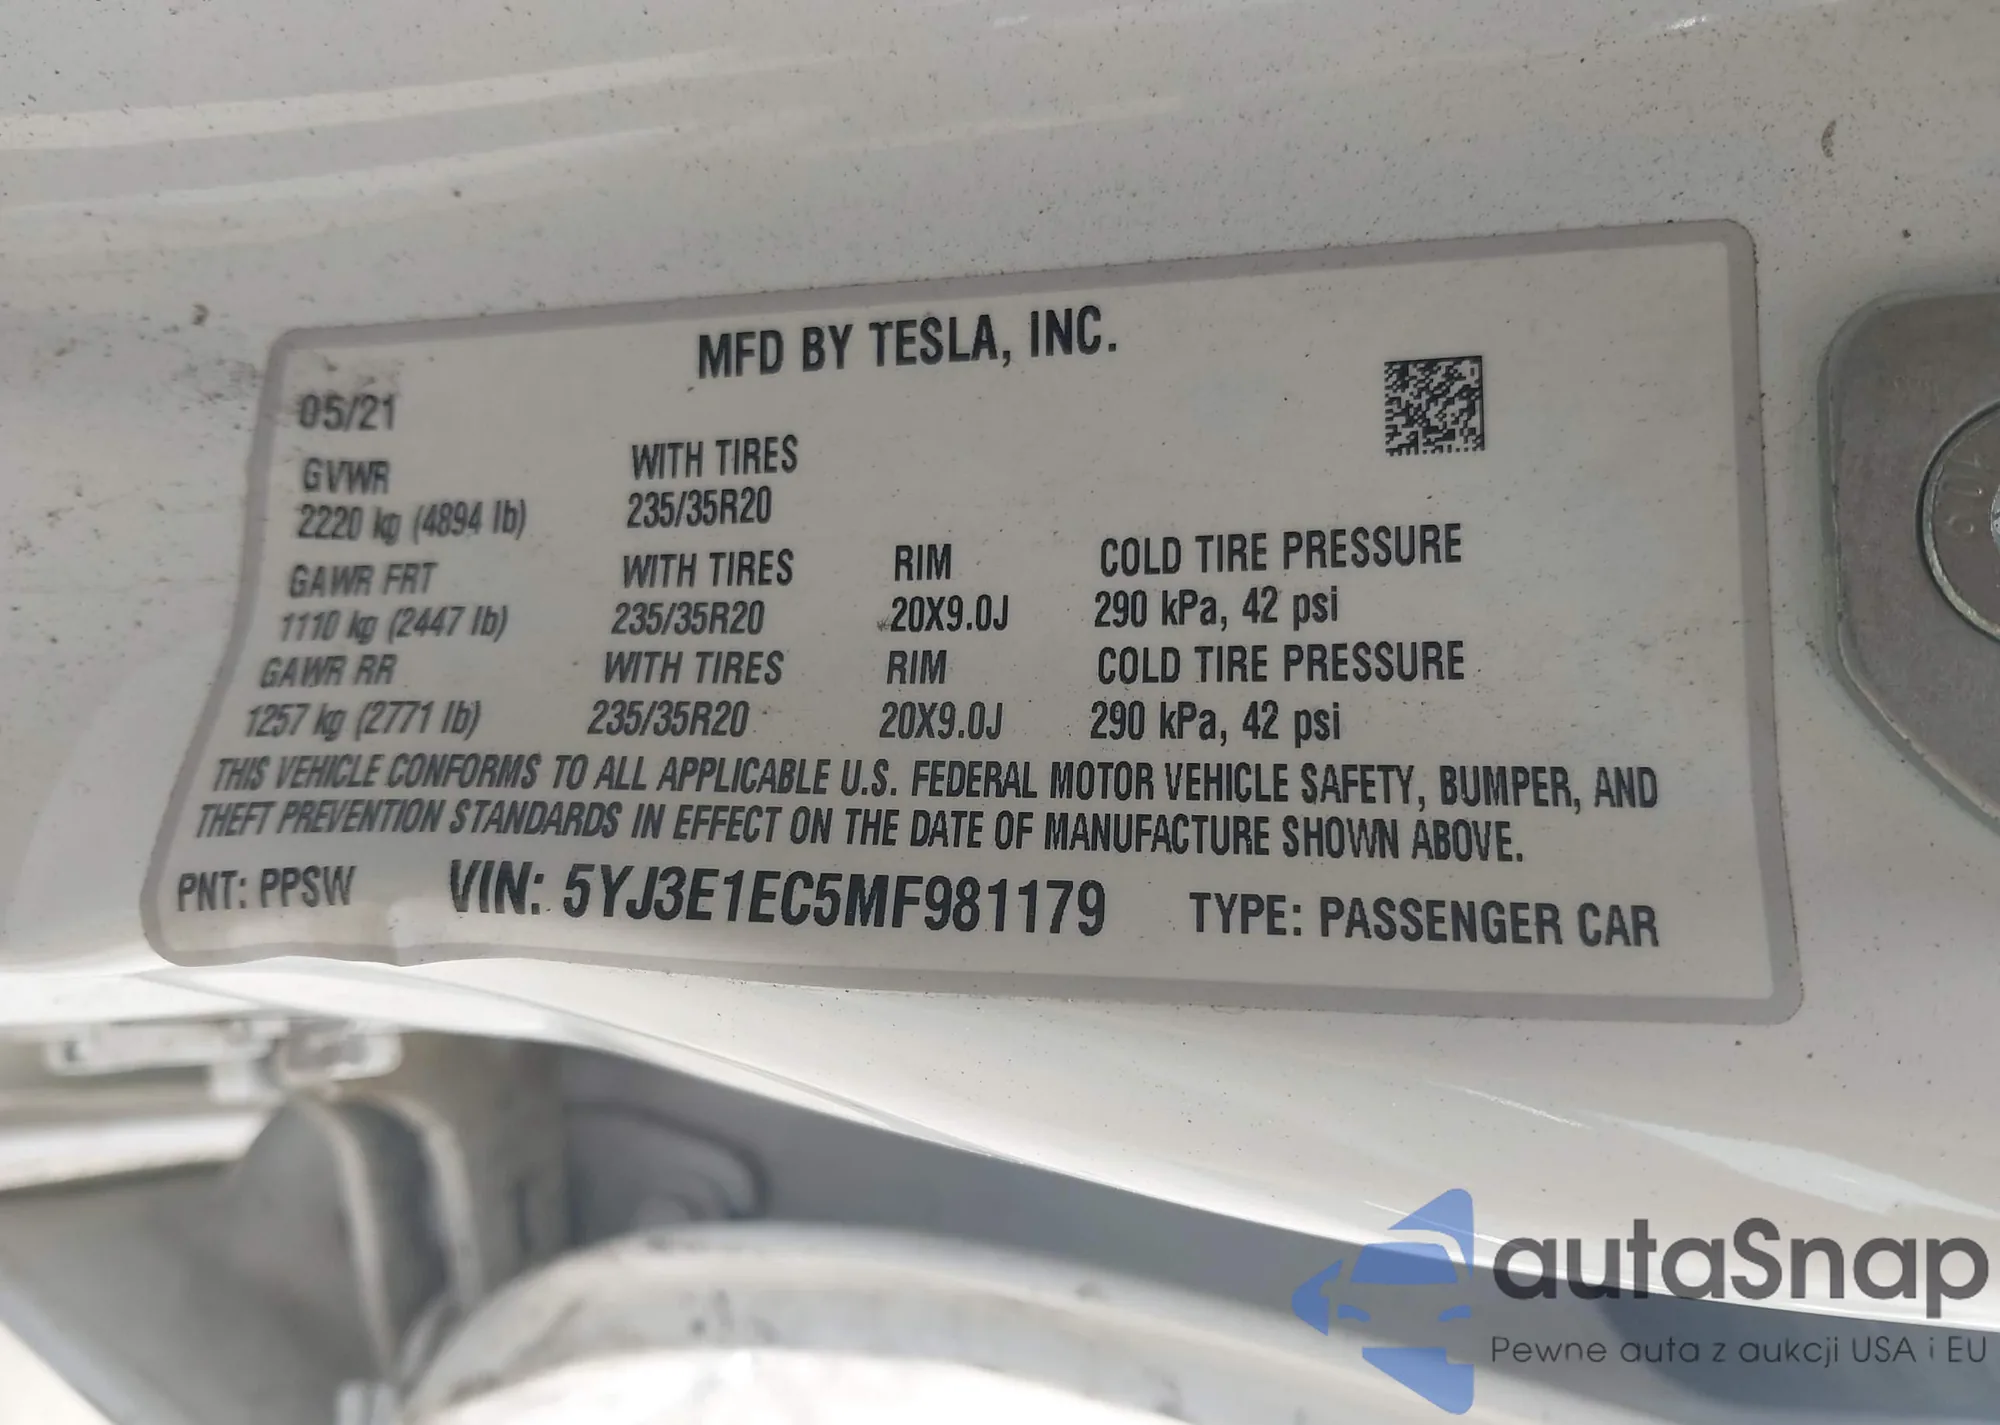 MFD BY TESLA, INC.
05/21
GVWR WITH TIRES
2220 kg (4894 lb) 235/35R20
GAWR FRT WITH TIRES RIM COLD TIRE PRESSURE
1110 kg (2447 lb) 235/35R20 20X9.0J 290 kPa, 42 psi
GAWR RR WITH TIRES RIM COLD TIRE PRESSURE
1257 kg (2771 lb) 235/35R20 20X9.0J 290 kPa, 42 psi
THIS VEHICLE CONFORMS TO ALL APPLICABLE U.S. FEDERAL MOTOR VEHICLE SAFETY, BUMPER, AND
THEFT PREVENTION STANDARDS IN EFFECT ON THE DATE OF MANUFACTURE SHOWN ABOVE.
PNT: PPSW VIN: 5YJ3E1EC5MF981179 TYPE: PASSENGER CAR
autaSnap
Pewne auta z aukcji USA i EU